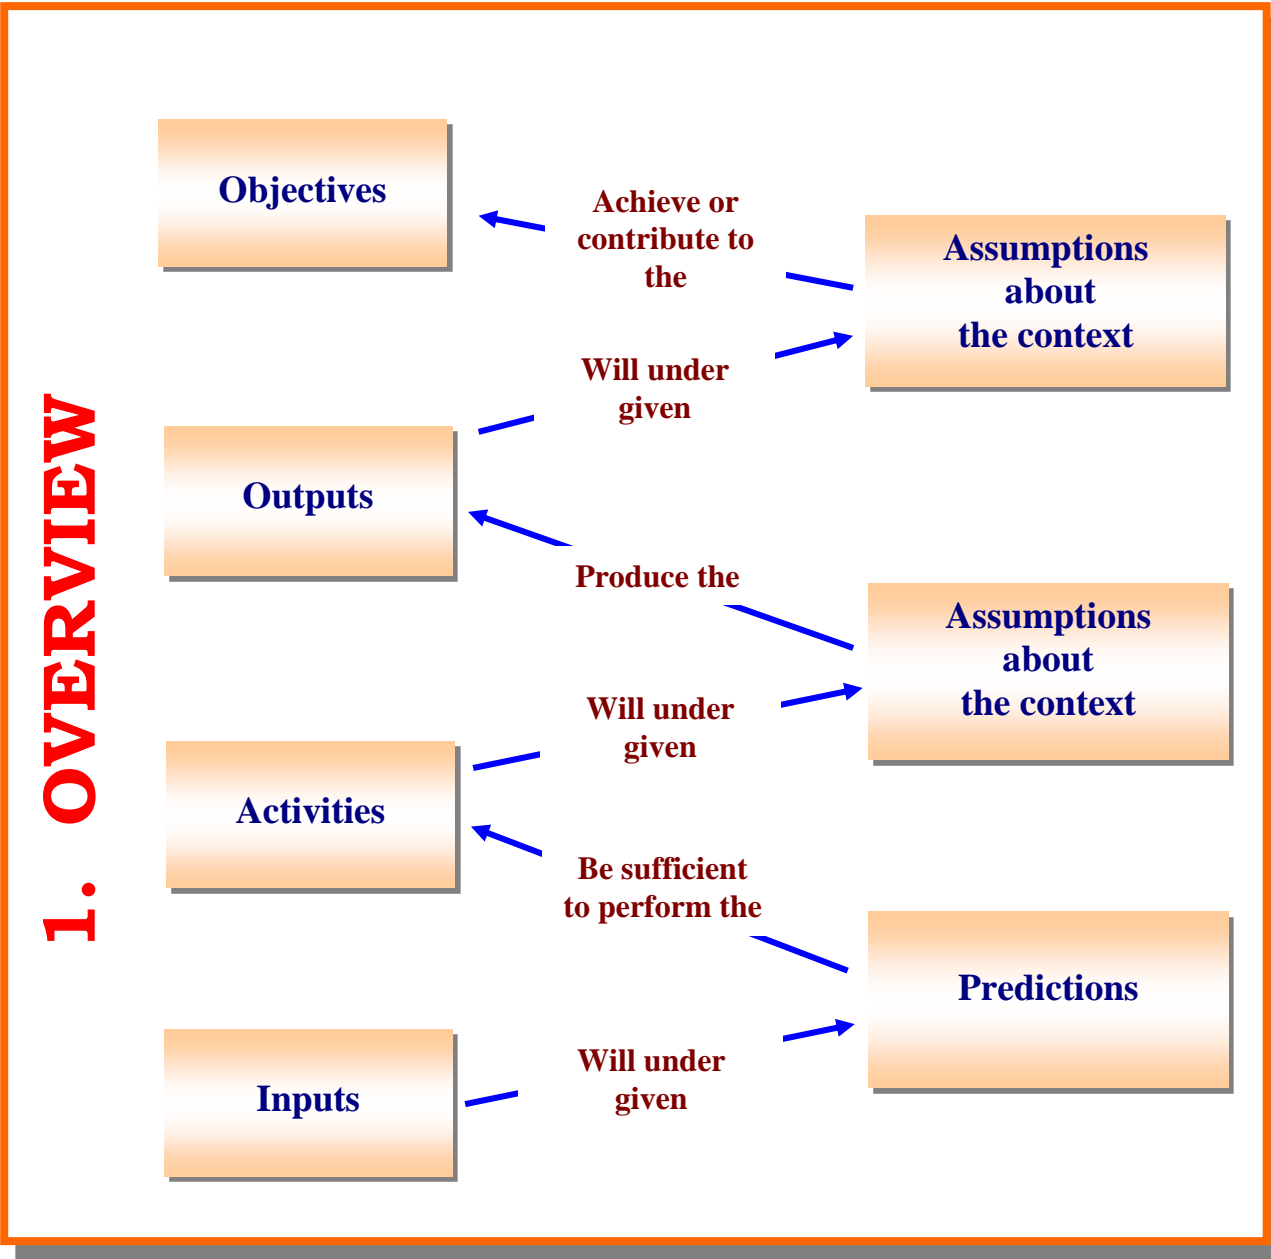 1. OVERVIEW
Objectives
Achieve or
contribute to
the
Assumptions
about
the context
Will under
given
Outputs
Produce the
Assumptions
about
the context
Will under
given
Activities
Be sufficient
to perform the
Predictions
Will under
given
Inputs